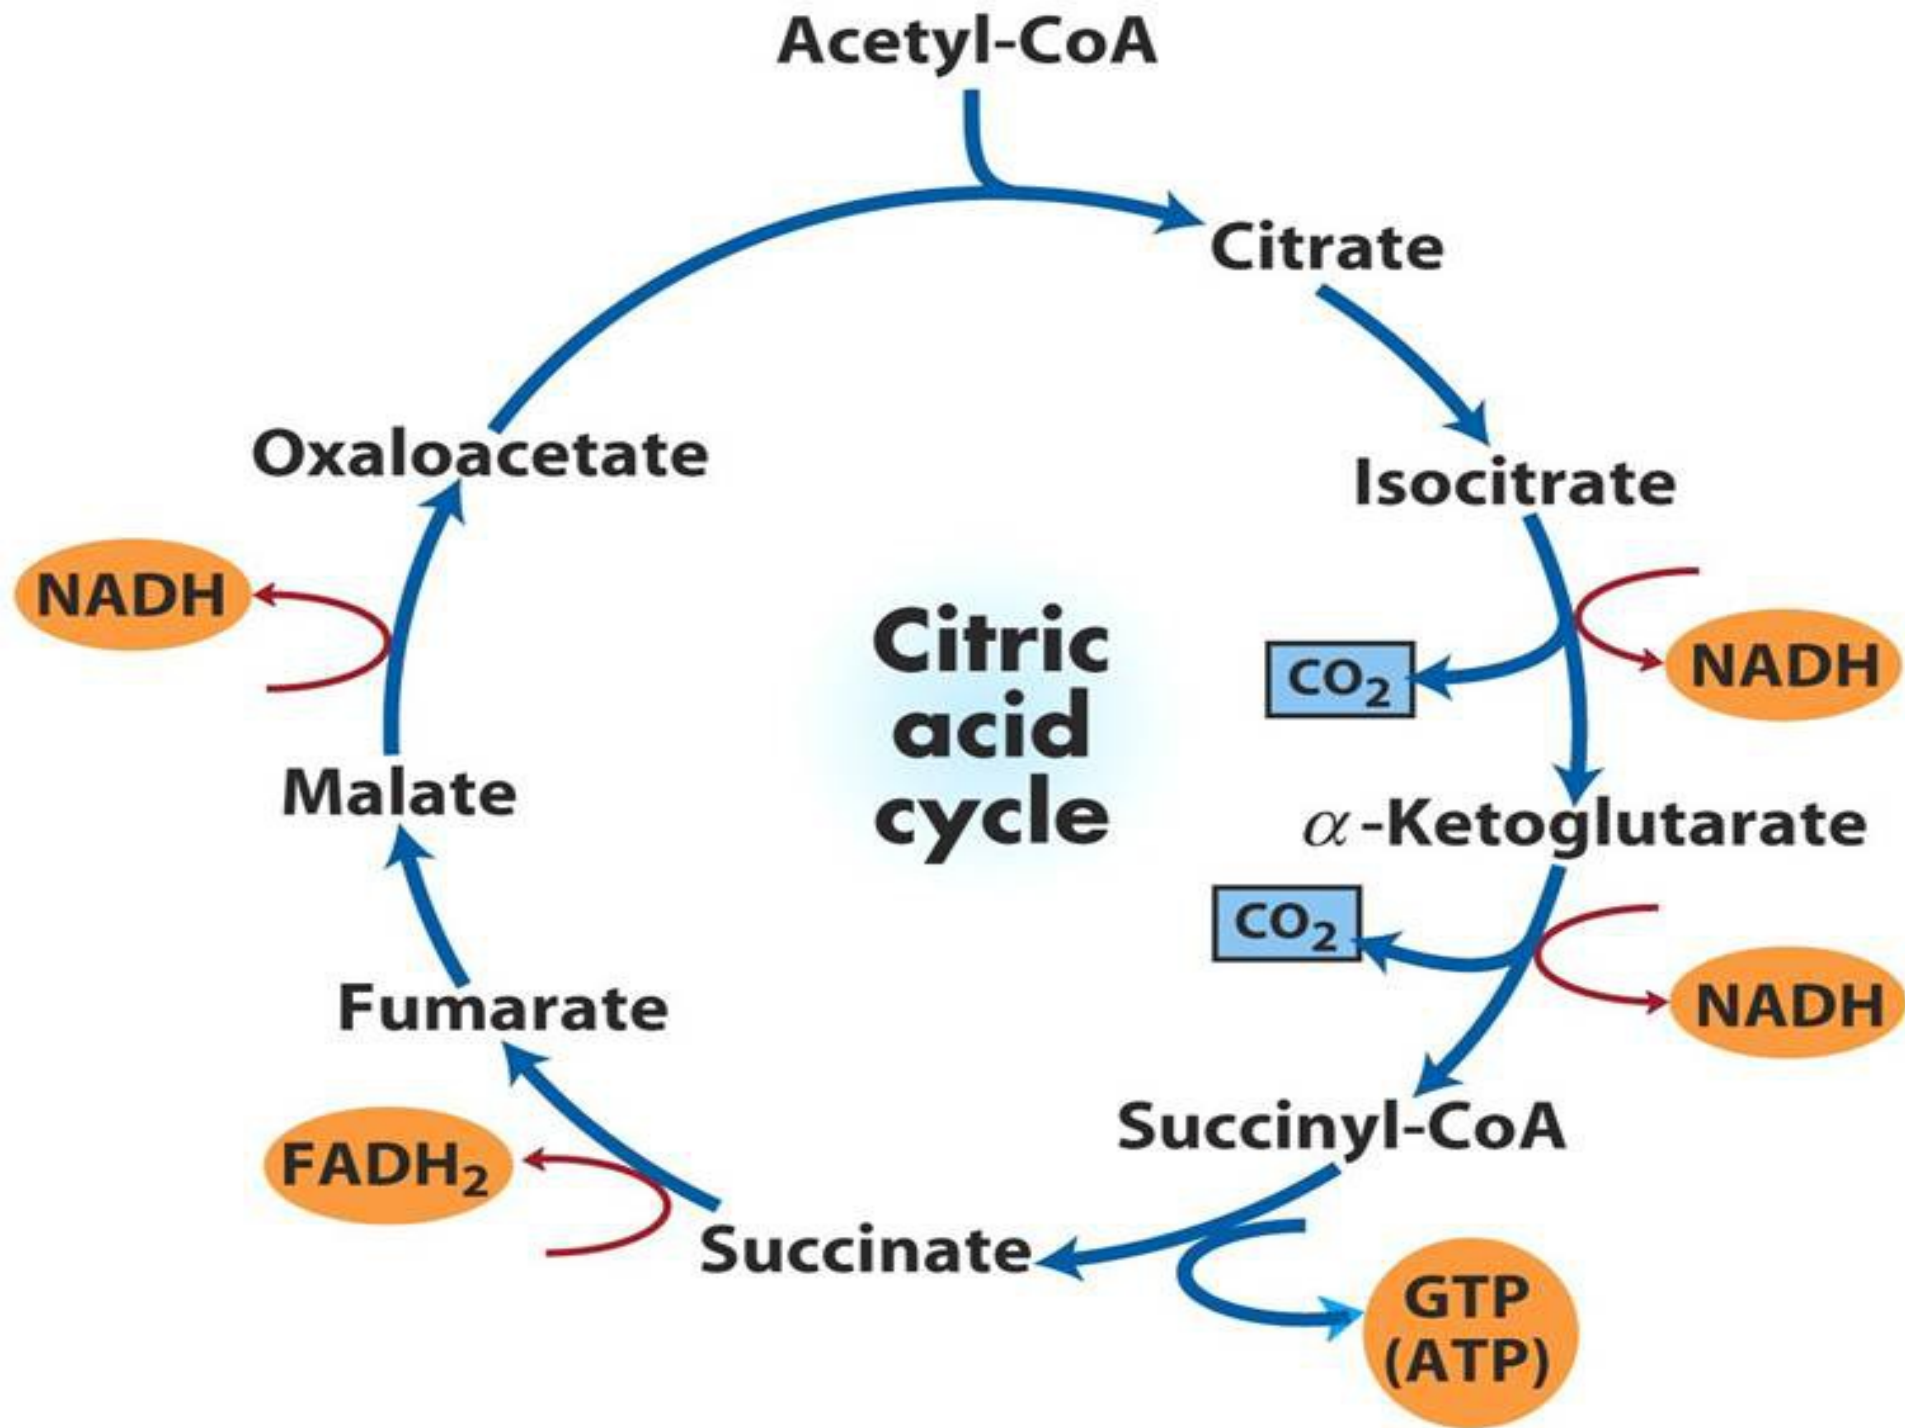 Acetyl-CoA
Citrate
Isocitrate
NADH
CO₂
α-Ketoglutarate
CO₂
NADH
Succinyl-CoA
GTP
(ATP)
Succinate
FADH₂
Fumarate
Malate
NADH
Oxaloacetate
Citric
acid
cycle